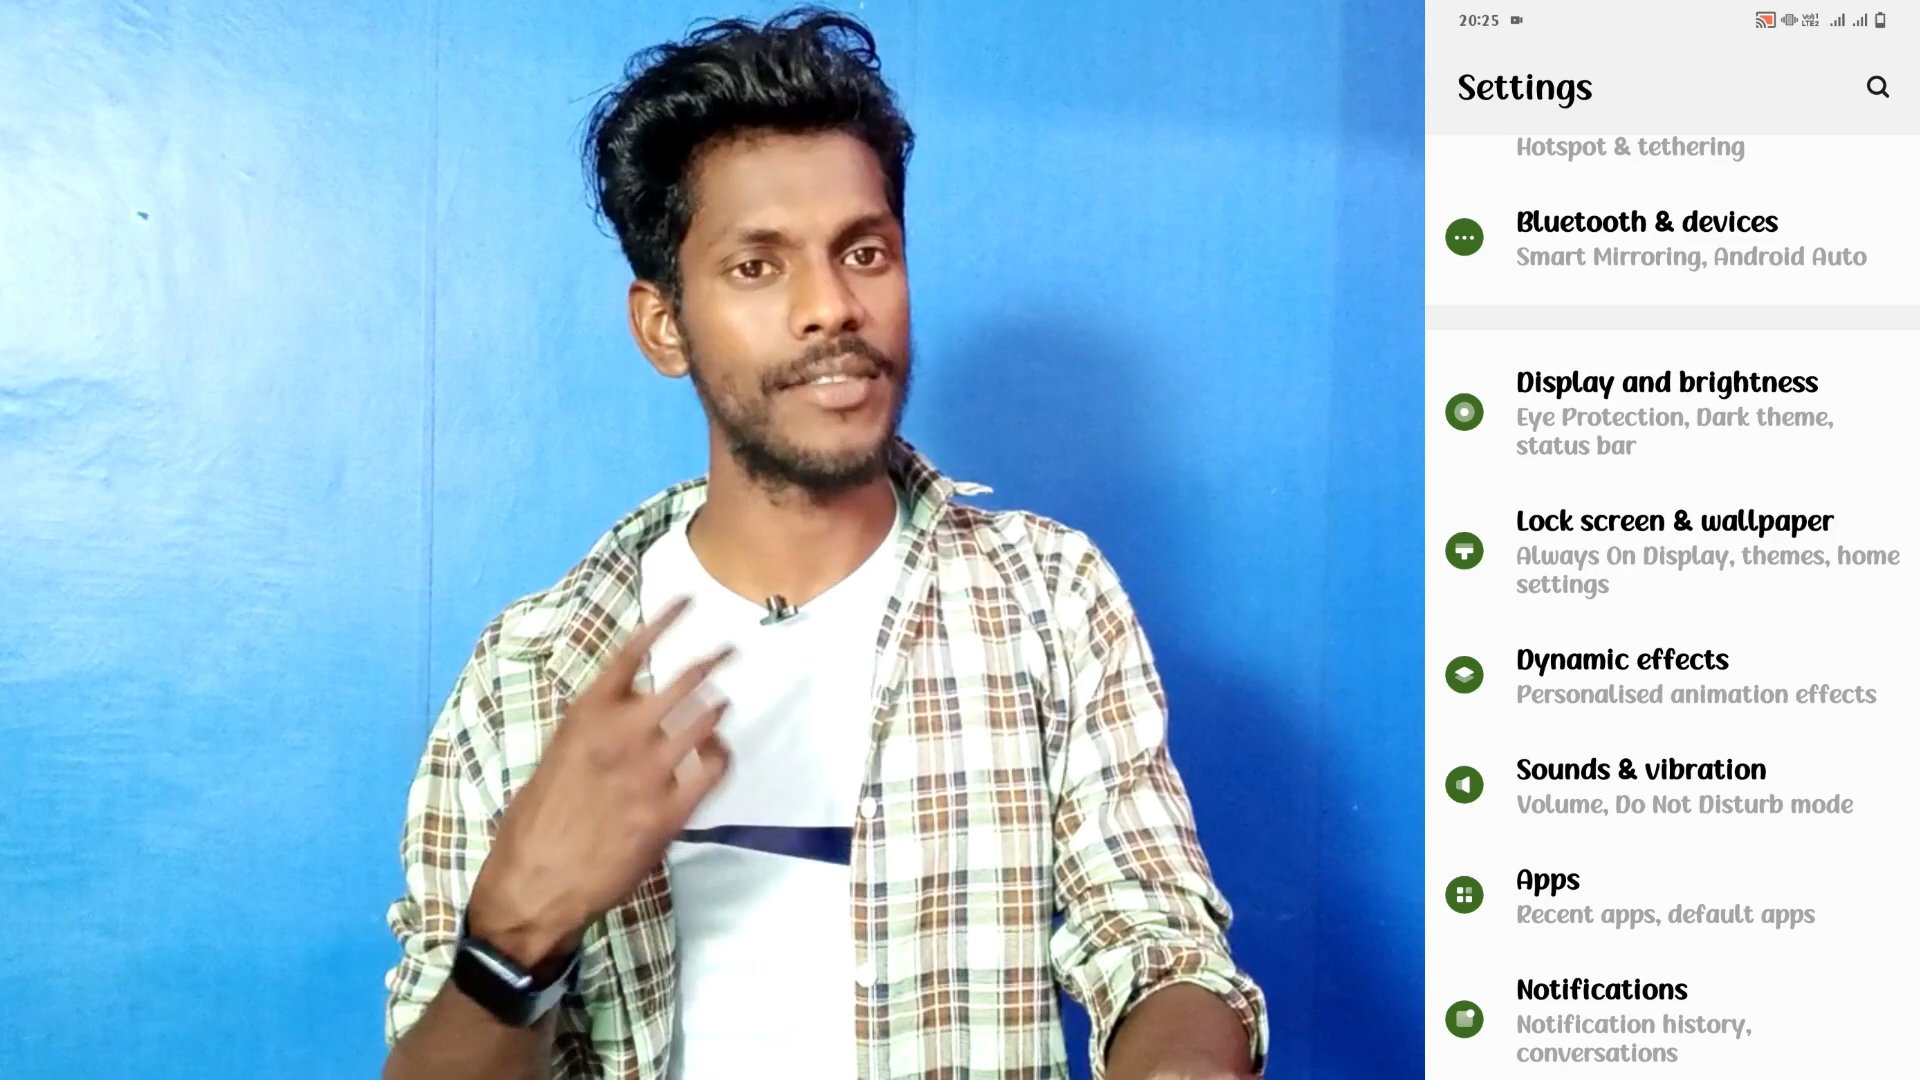 20:25
Vo1
LTE2
Settings
Hotspot & tethering
Bluetooth & devices
Smart Mirroring, Android Auto
Display and brightness
Eye Protection, Dark theme,
status bar
Lock screen & wallpaper
Always On Display, themes, home
settings
Dynamic effects
Personalised animation effects
Sounds & vibration
Volume, Do Not Disturb mode
Apps
Recent apps, default apps
Notifications
Notification history,
conversations